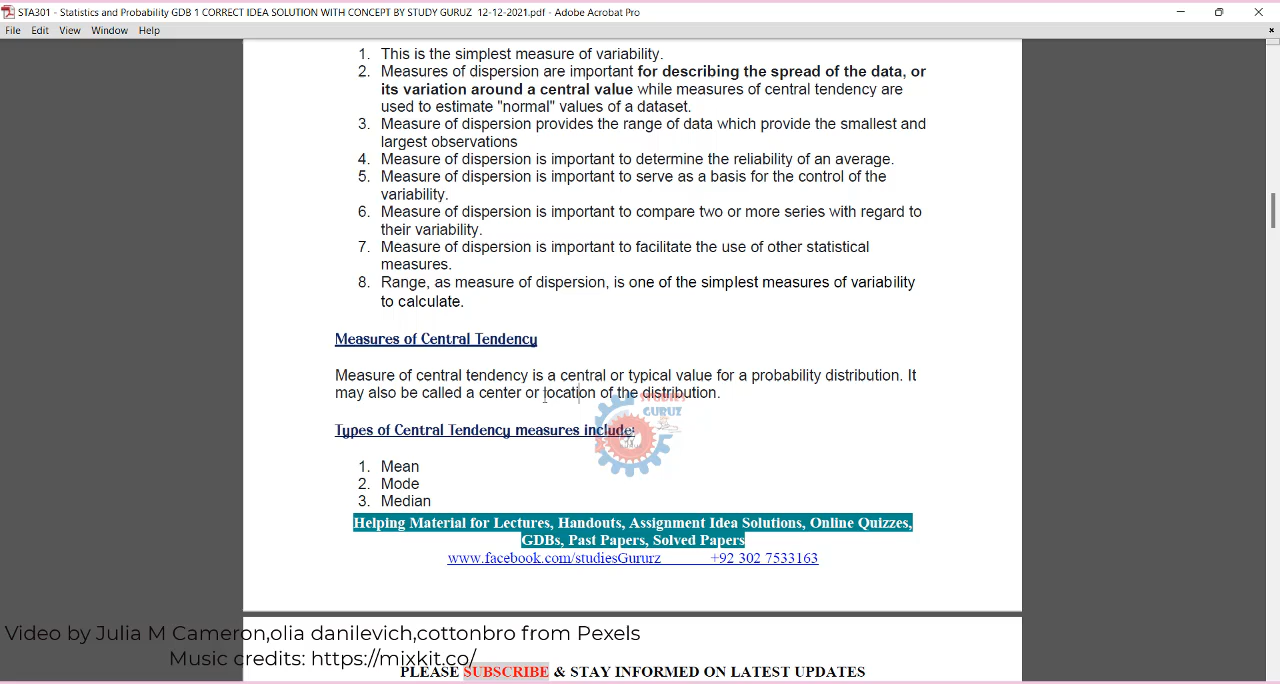 STA301 - Statistics and Probability GDB 1 CORRECT IDEA SOLUTION WITH CONCEPT BY STUDY GURUZ 12-12-2021.pdf - Adobe Acrobat Pro
File Edit View Window Help
1. This is the simplest measure of variability.
2. Measures of dispersion are important for describing the spread of the data, or
its variation around a central value while measures of central tendency are
used to estimate "normal" values of a dataset.
3. Measure of dispersion provides the range of data which provide the smallest and
largest observations
4. Measure of dispersion is important to determine the reliability of an average.
5. Measure of dispersion is important to serve as a basis for the control of the
variability.
6. Measure of dispersion is important to compare two or more series with regard to
their variability.
7. Measure of dispersion is important to facilitate the use of other statistical
measures.
8. Range, as measure of dispersion, is one of the simplest measures of variability
to calculate.
Measures of Central Tendency
Measure of central tendency is a central or typical value for a probability distribution. It
may also be called a center or location of the distribution.
STUDIES
GURUZ
Types of Central Tendency measures include:
1. Mean
2. Mode
3. Median
Helping Material for Lectures, Handouts, Assignment Idea Solutions, Online Quizzes,
GDBs, Past Papers, Solved Papers
www.facebook.com/studiesGururz +92 302 7533163
Video by Julia M Cameron,olia danilevich,cottonbro from Pexels
Music credits: https://mixkit.co/
PLEASE SUBSCRIBE & STAY INFORMED ON LATEST UPDATES